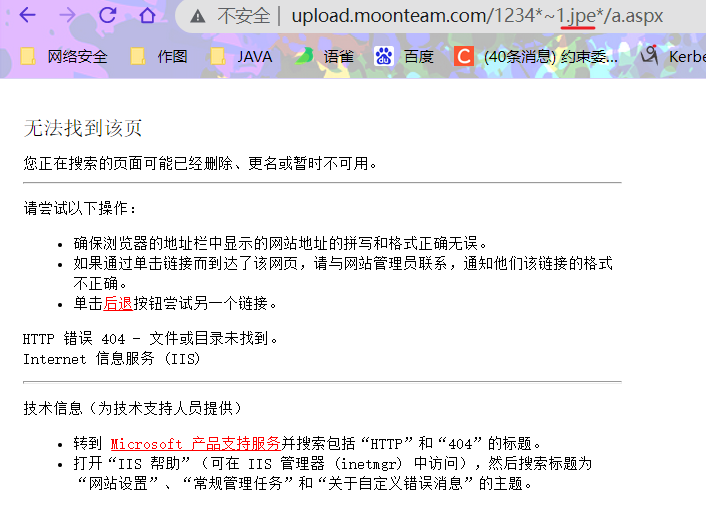 不安全 | upload.moonteam.com/1234*~1.jpe*/a.aspx
网络安全 作图 JAVA 语雀 百度 C (40条消息) 约束委... Kerbe
无法找到该页
您正在搜索的页面可能已经删除、更名或暂时不可用。
请尝试以下操作：
• 确保浏览器的地址栏中显示的网站地址的拼写和格式正确无误。
• 如果通过单击链接而到达了该网页，请与网站管理员联系，通知他们该链接的格式
不正确。
• 单击后退按钮尝试另一个链接。
HTTP 错误 404 - 文件或目录未找到。
Internet 信息服务 (IIS)
技术信息（为技术支持人员提供）
• 转到 Microsoft 产品支持服务并搜索包括“HTTP”和“404”的标题。
• 打开“IIS 帮助”（可在 IIS 管理器 (inetmgr) 中访问），然后搜索标题为
“网站设置”、“常规管理任务”和“关于自定义错误消息”的主题。